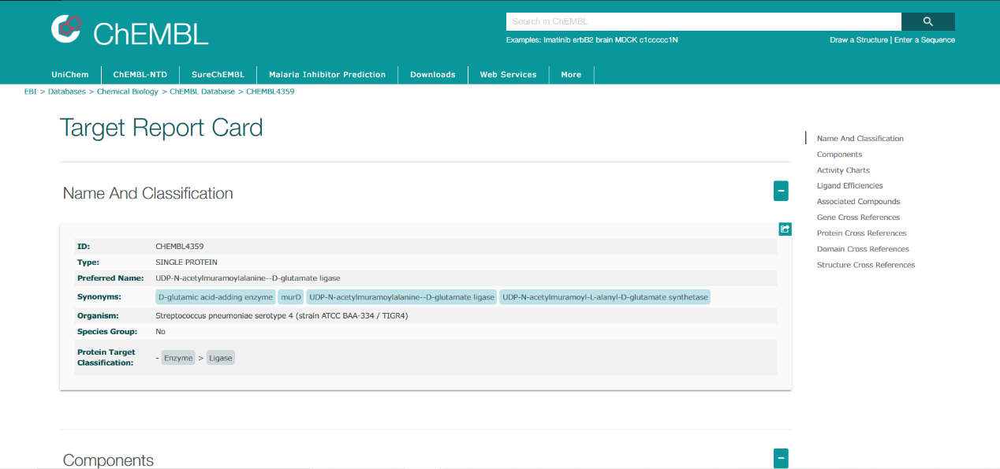 ChEMBL
Search in ChEMBL
Examples: Imatinib erbB2 brain MDCK c1ccccc1N
Draw a Structure | Enter a Sequence
UniChem ChEMBL-NTD SureChEMBL Malaria Inhibitor Prediction Downloads Web Services More
EBI > Databases > Chemical Biology > ChEMBL Database > CHEMBL4359
Target Report Card
Name And Classification
ID: CHEMBL4359
Type: SINGLE PROTEIN
Preferred Name: UDP-N-acetylmuramoylalanine--D-glutamate ligase
Synonyms: D-glutamic acid-adding enzyme murD UDP-N-acetylmuramoylalanine--D-glutamate ligase UDP-N-acetylmuramoyl-L-alanyl-D-glutamate synthetase
Organism: Streptococcus pneumoniae serotype 4 (strain ATCC BAA-334 / TIGR4)
Species Group: No
Protein Target
Classification: - Enzyme > Ligase
Components
Name And Classification
Components
Activity Charts
Ligand Efficiencies
Associated Compounds
Gene Cross References
Protein Cross References
Domain Cross References
Structure Cross References